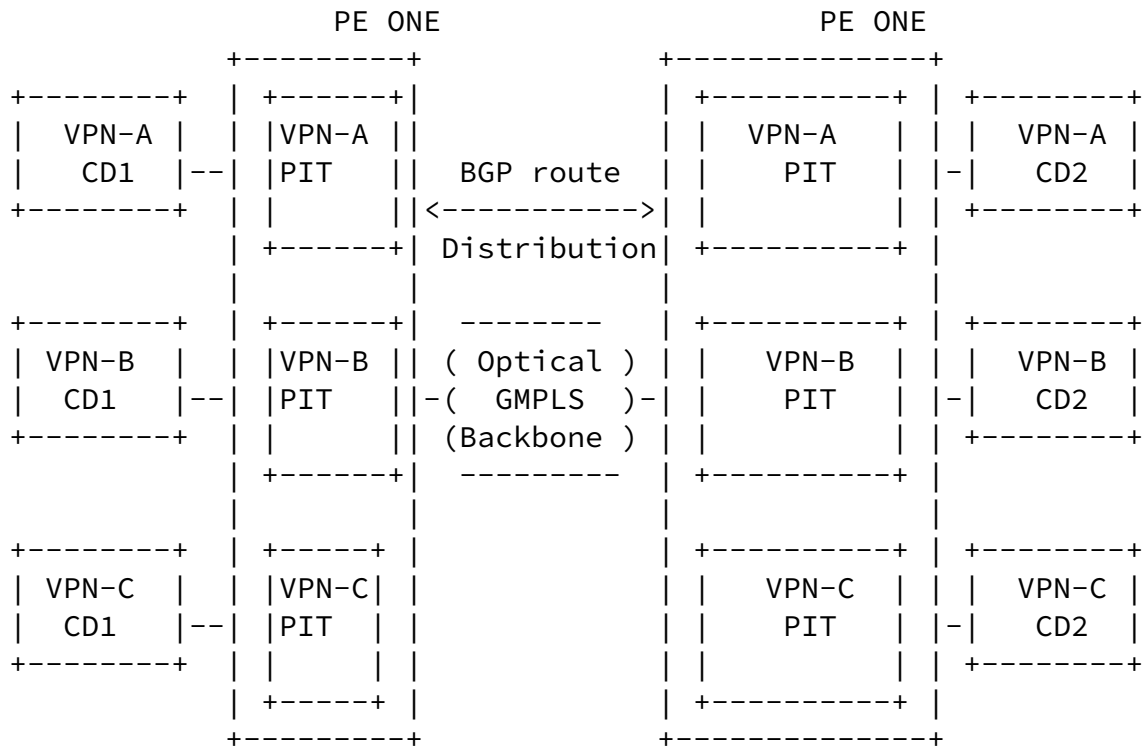 PE ONE PE ONE
VPN-A VPN-A VPN-A VPN-A
CD1 -- PIT BGP route PIT - CD2
<----------->
Distribution
--------
VPN-B VPN-B ( Optical ) VPN-B VPN-B
CD1 -- PIT -( GMPLS )- PIT - CD2
(Backbone )
---------
VPN-C VPN-C VPN-C VPN-C
CD1 -- PIT PIT - CD2